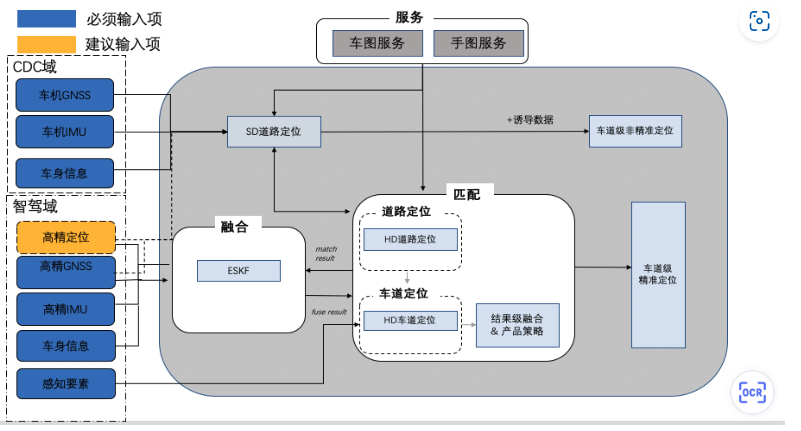 必须输入项
建议输入项
服务
车图服务
手图服务
CDC域
车机GNSS
车机IMU
车身信息
SD道路定位
+诱导数据
车道级非精准定位
智驾域
高精定位
高精GNSS
高精IMU
车身信息
感知要素
融合
ESKF
match
result
fuse result
匹配
道路定位
HD道路定位
车道定位
HD车道定位
结果级融合
& 产品策略
车道级
精准定位
OCR